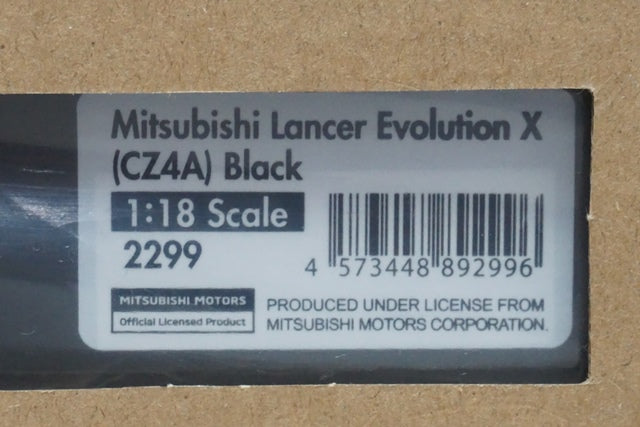 Mitsubishi Lancer Evolution X
(CZ4A) Black
1:18 Scale
2299
4 573448 892996
MITSUBISHI MOTORS
Official Licensed Product
PRODUCED UNDER LICENSE FROM
MITSUBISHI MOTORS CORPORATION.